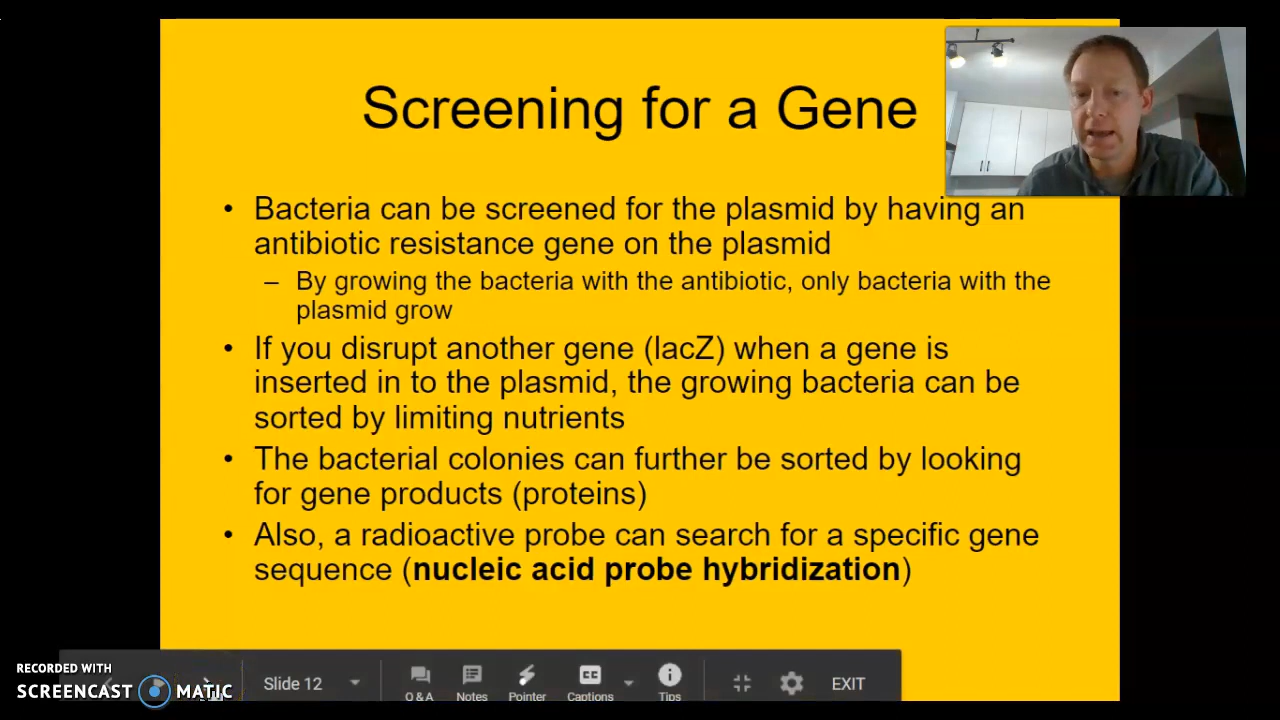 Screening for a Gene
• Bacteria can be screened for the plasmid by having an
antibiotic resistance gene on the plasmid
– By growing the bacteria with the antibiotic, only bacteria with the
plasmid grow
• If you disrupt another gene (lacZ) when a gene is
inserted in to the plasmid, the growing bacteria can be
sorted by limiting nutrients
• The bacterial colonies can further be sorted by looking
for gene products (proteins)
• Also, a radioactive probe can search for a specific gene
sequence (nucleic acid probe hybridization)
RECORDED WITH
SCREENCAST MATIC
Slide 12
Q & A
Notes
Pointer
CC
Captions
Tips
EXIT